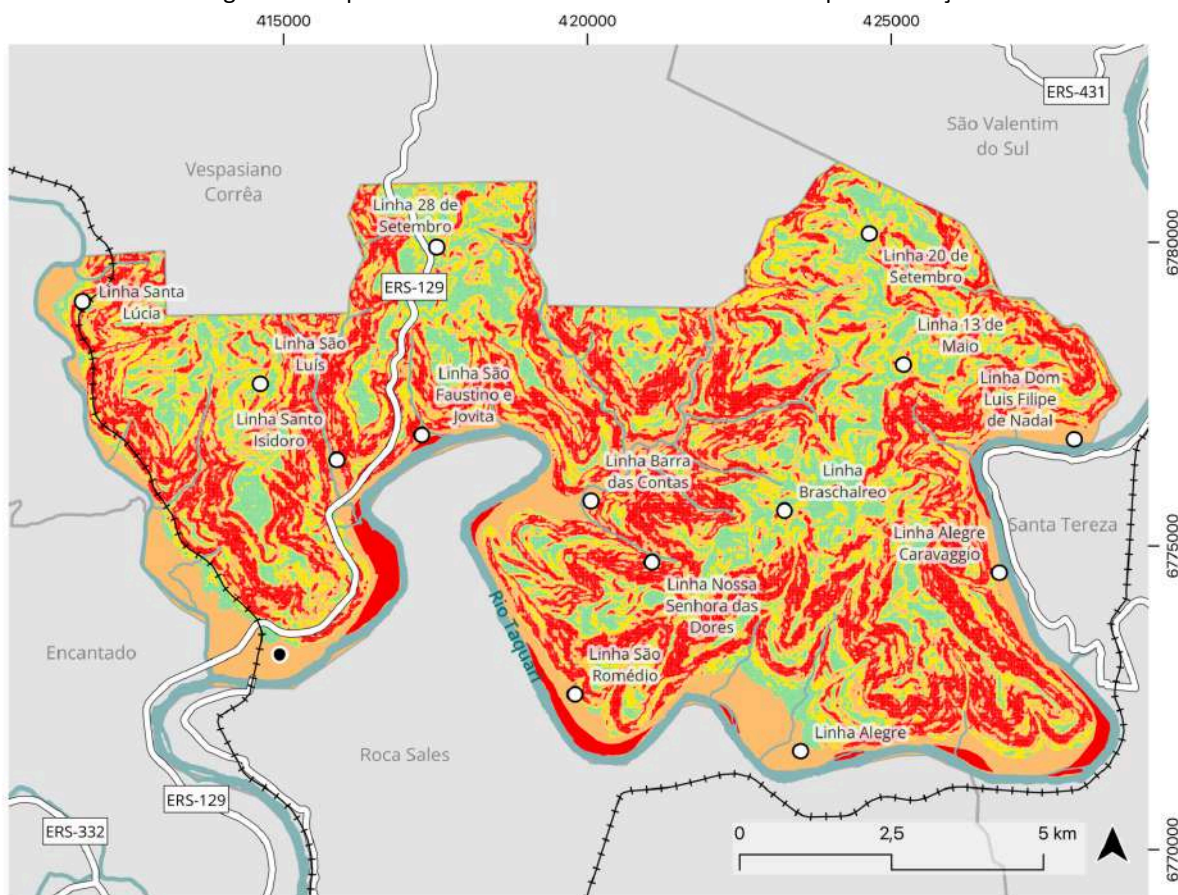 415000
420000
425000
ERS-431
São Valentim
do Sul
Vespasiano
Corrêa
Linha 28 de
Setembro
6780000
Linha 20 de
Setembro
ERS-129
Linha Santa
Lúcia
Linha São
Luís
Linha 13 de
Maio
Linha São
Faustino e
Jovita
Linha Dom
Luis Filipe
de Nadal
Linha Santo
Isidoro
Linha Barra
das Contas
Linha
Braschalreo
Santa Tereza
Linha Alegre
Caravaggio
6775000
Linha Nossa
Senhora das
Dores
Rio Taquari
Encantado
Linha São
Romédio
Linha Alegre
Roca Sales
ERS-129
ERS-332
0
2,5
5 km
6770000